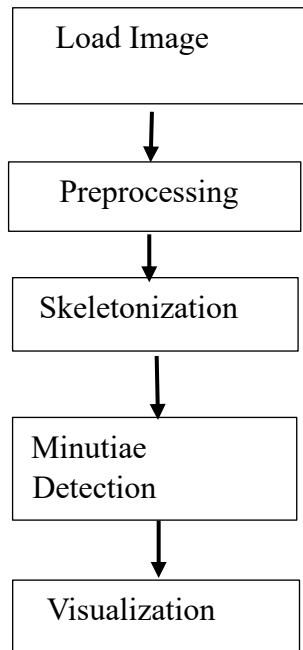 Load Image
Preprocessing
Skeletonization
Minutiae
Detection
Visualization